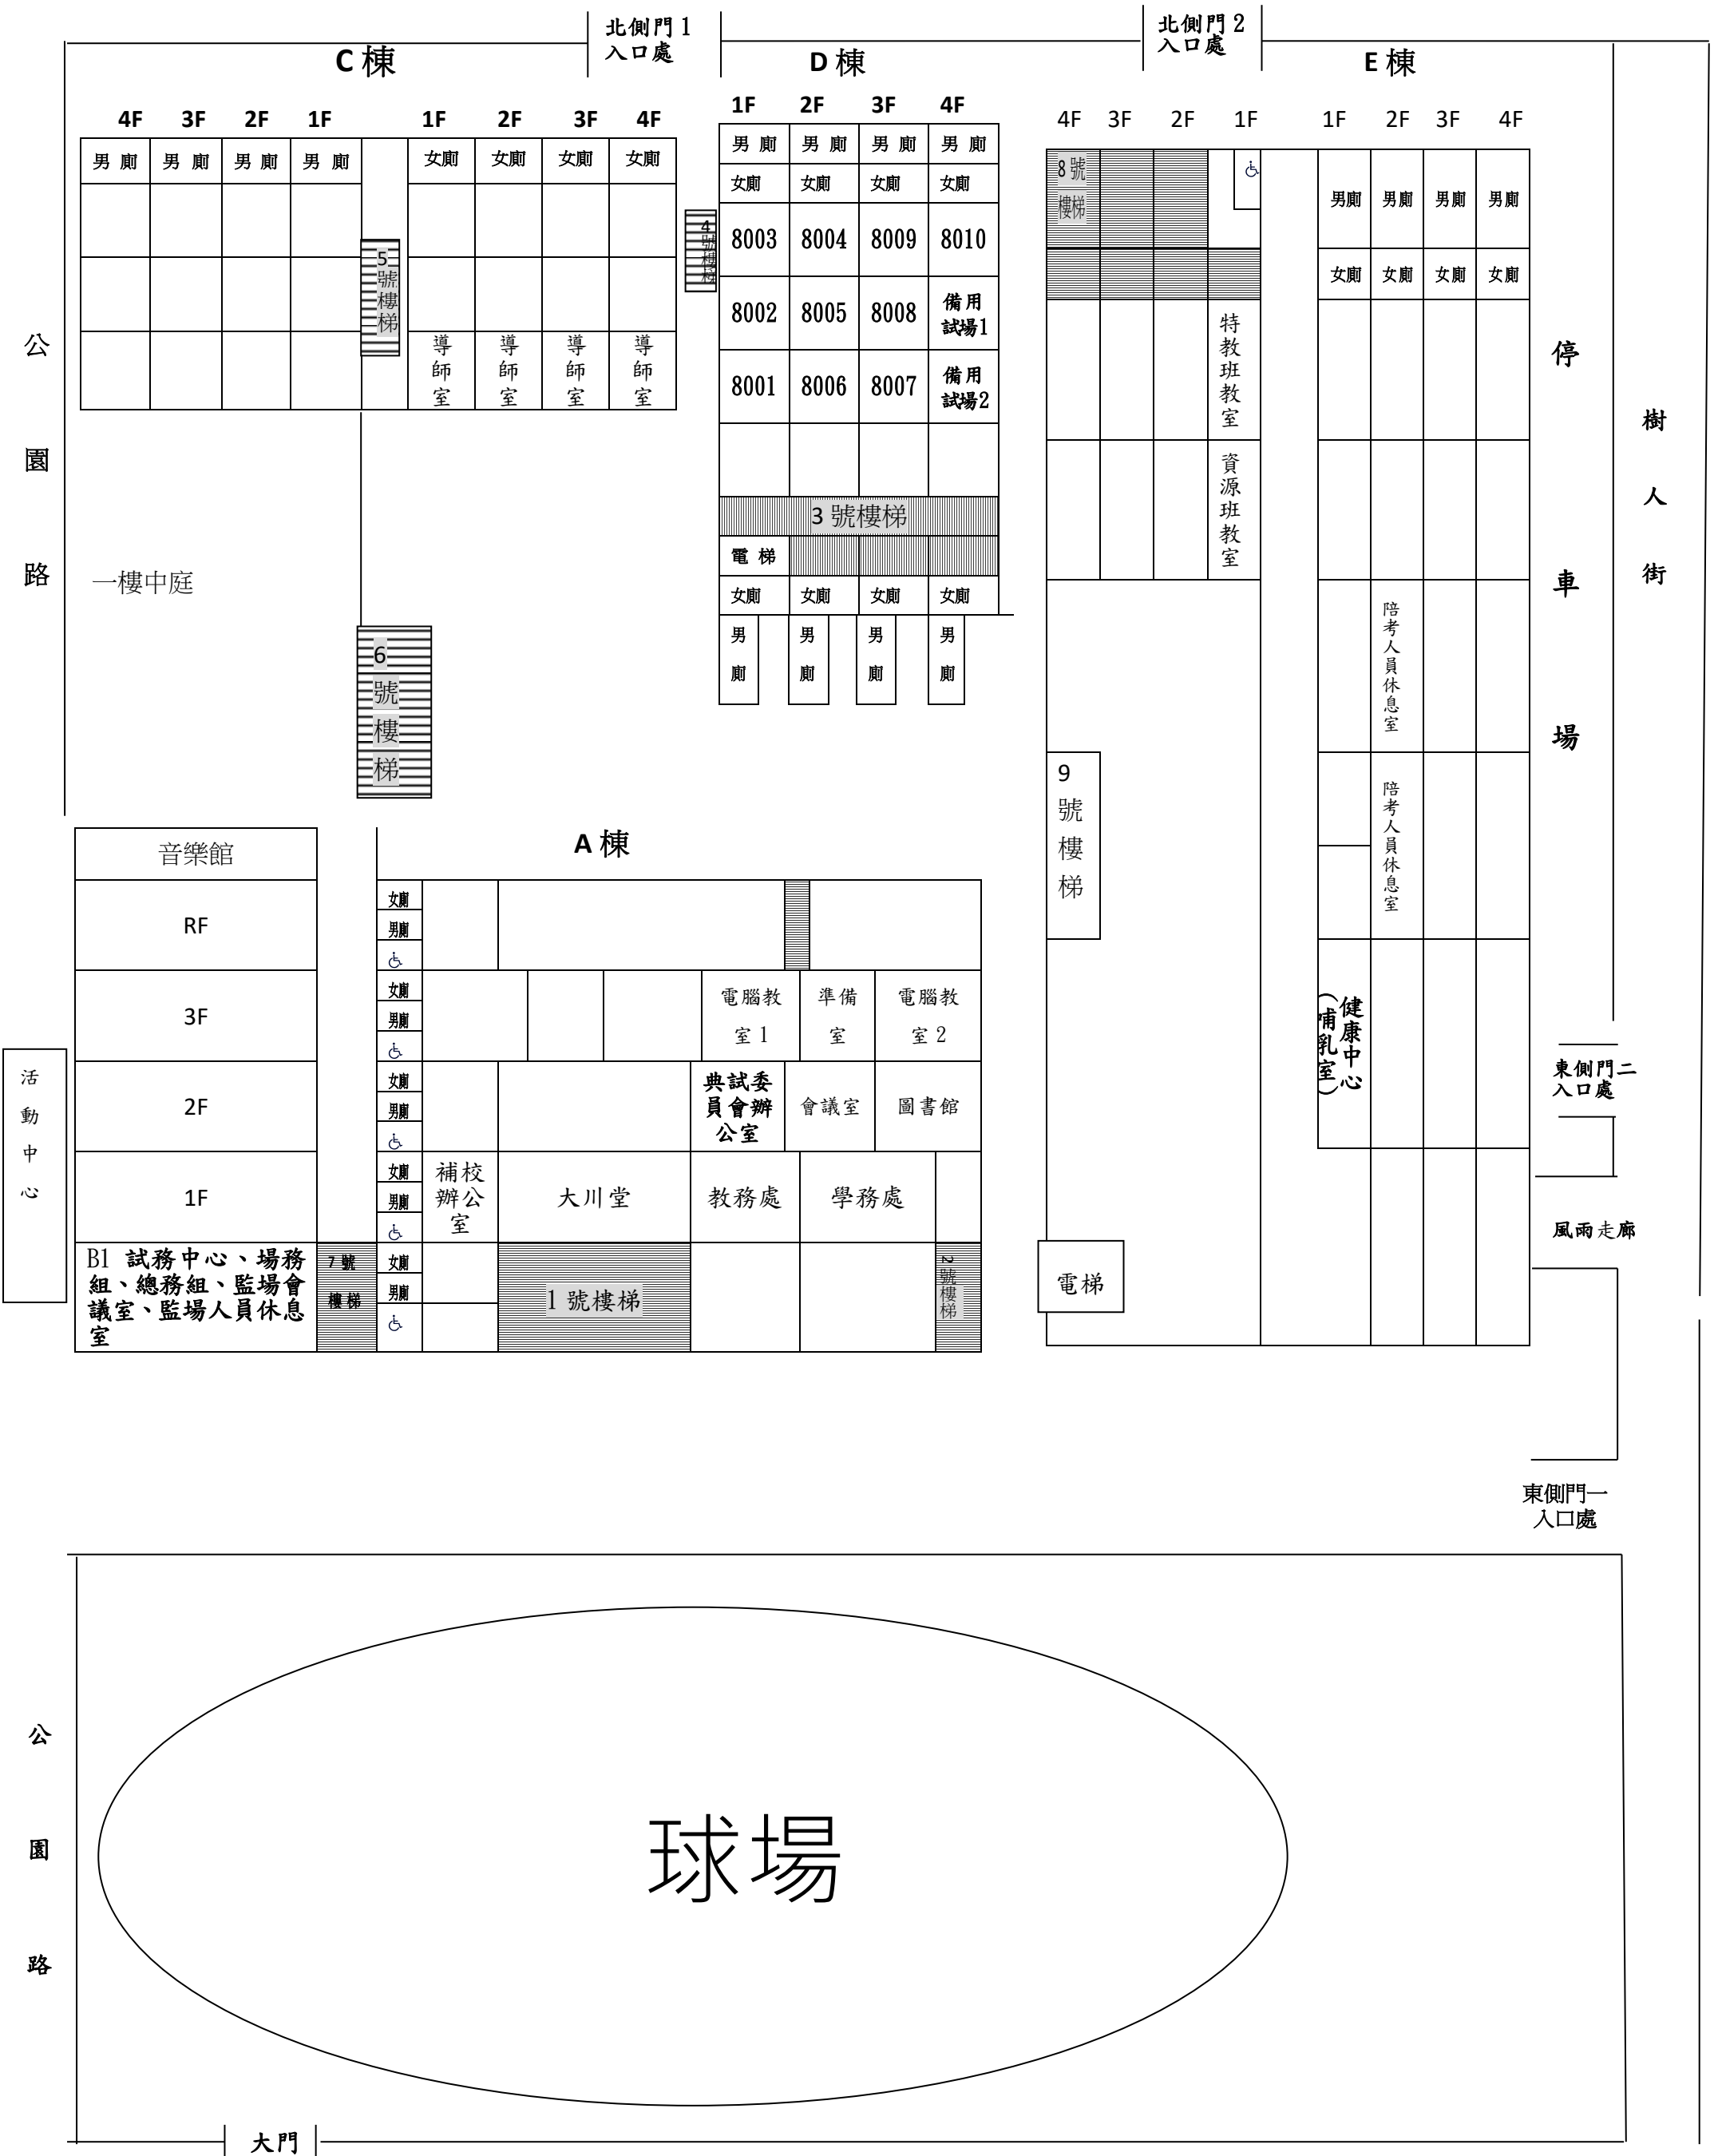 北側門1
入口處
北側門2
入口處
C棟
D棟
E棟
4F 3F 2F 1F 1F 2F 3F 4F
1F 2F 3F 4F
4F 3F 2F 1F 1F 2F 3F 4F
男 廁 男 廁 男 廁 男 廁 女廁 女廁 女廁 女廁
5號樓梯
導師室 導師室 導師室 導師室
4號樓梯
男 廁 男 廁 男 廁 男 廁
女廁 女廁 女廁 女廁
8003 8004 8009 8010
8002 8005 8008 備用試場1
8001 8006 8007 備用試場2
3 號樓梯
電 梯
女廁 女廁 女廁 女廁
男廁 男廁 男廁 男廁
8號
樓梯
男廁 男廁 男廁 男廁
女廁 女廁 女廁 女廁
特教班教室
資源班教室
陪考人員休息室
陪考人員休息室
9號樓梯
健康中心
(哺乳室)
電梯
停車場
樹人街
公園路
一樓中庭
6號樓梯
東側門二
入口處
風雨走廊
東側門一
入口處
A棟
音樂館
RF
女廁
男廁
3F
女廁
男廁
電腦教
室1
準備
室
電腦教
室2
2F
女廁
男廁
典試委
員會辦
公室
會議室
圖書館
1F
女廁
男廁
補校
辦公
室
大川堂
教務處
學務處
B1 試務中心、場務
組、總務組、監場會
議室、監場人員休息
室
7號
樓梯
女廁
男廁
1號樓梯
2號樓梯
活動中心
公園路
球場
大門